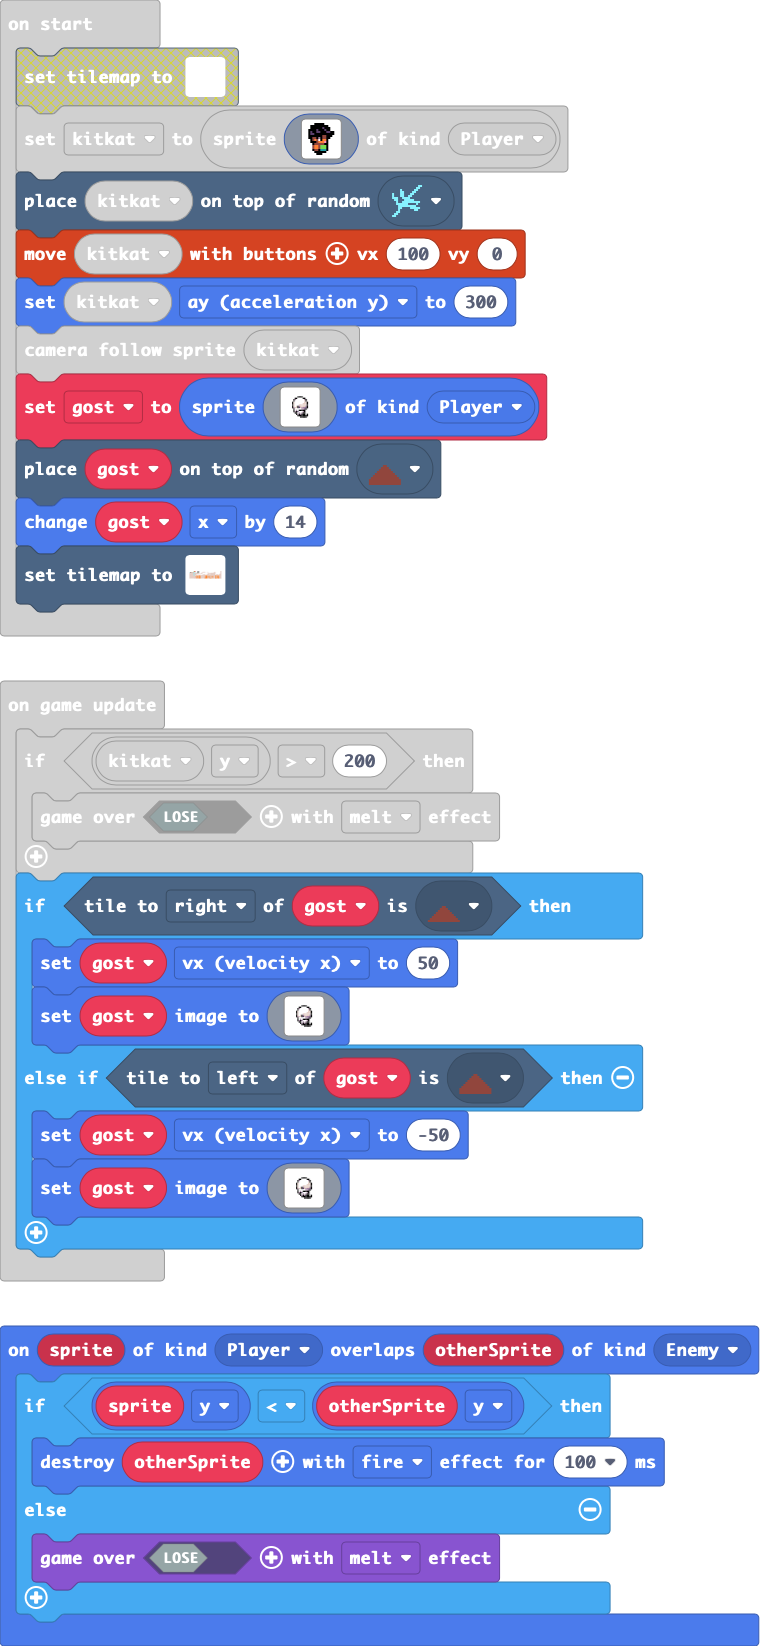 on start
set tilemap to
set kitkat to sprite of kind Player
place kitkat on top of random
move kitkat with buttons vx 100 vy 0
set kitkat ay (acceleration y) to 300
camera follow sprite kitkat
set gost to sprite of kind Player
place gost on top of random
change gost x by 14
set tilemap to
on game update
if kitkat y > 200 then
game over LOSE with melt effect
if tile to right of gost is then
set gost vx (velocity x) to 50
set gost image to
else if tile to left of gost is then
set gost vx (velocity x) to -50
set gost image to
on sprite of kind Player overlaps otherSprite of kind Enemy
if sprite y < otherSprite y then
destroy otherSprite with fire effect for 100 ms
else
game over LOSE with melt effect